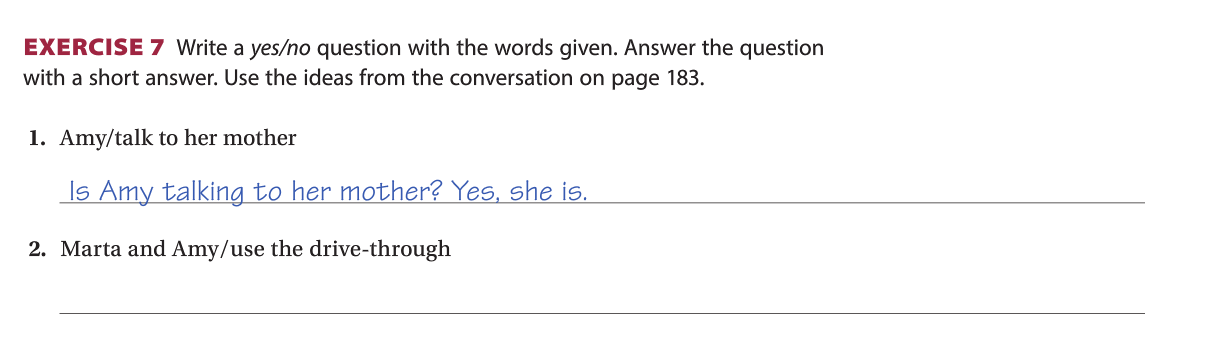 EXERCISE 7 Write a yes/no question with the words given. Answer the question
with a short answer. Use the ideas from the conversation on page 183.
1. Amy/talk to her mother
Is Amy talking to her mother? Yes, she is.
2. Marta and Amy/use the drive-through